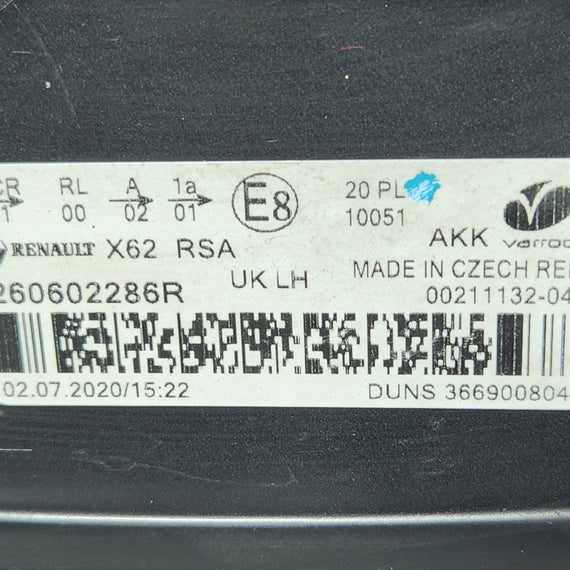 CR RL A 1a E8 20 PL
1 00 02 01 10051
RENAULT X62 RSA AKK varroc
UK LH MADE IN CZECH RE
260602286R 00211132-04
02.07.2020/15:22 DUNS 366900804